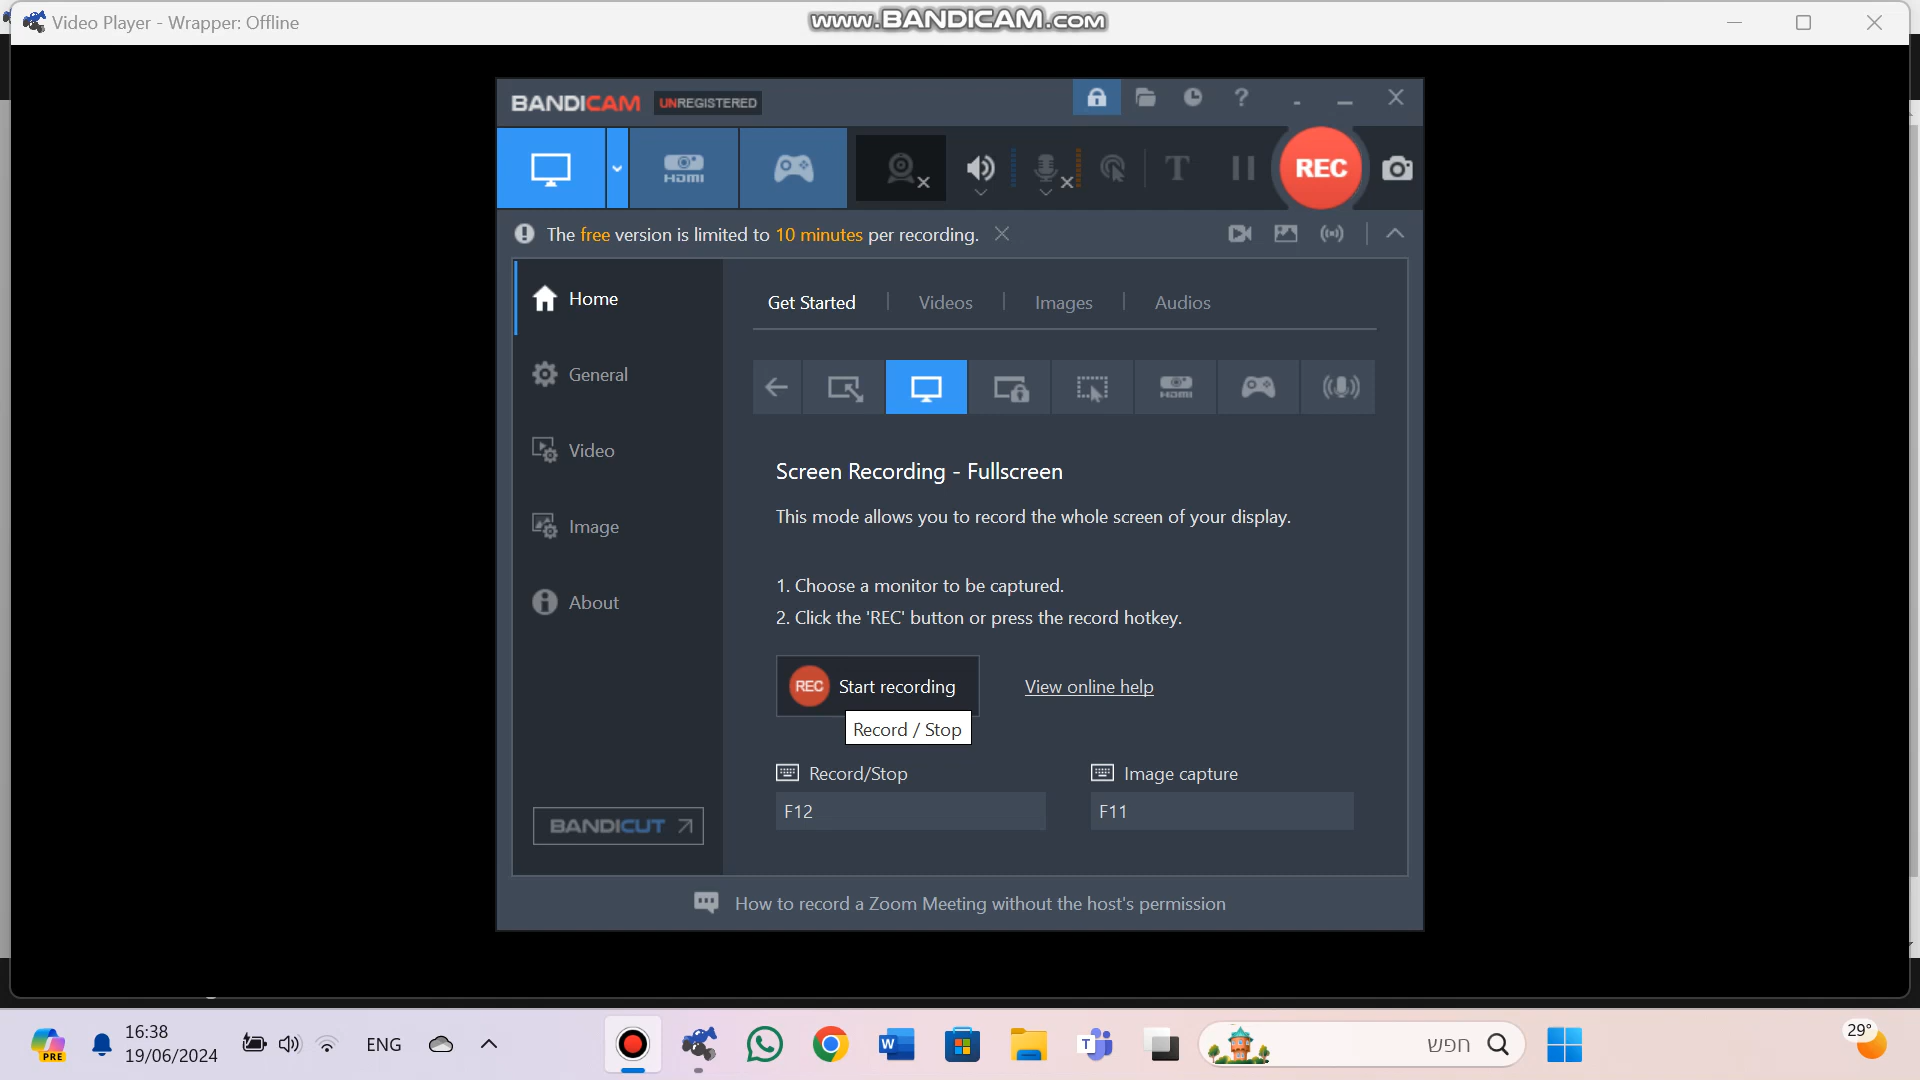 Video Player - Wrapper: Offline
www.BANDICAM.com
BANDICAM UNREGISTERED
?
HDMI
T
REC
The free version is limited to 10 minutes per recording.
Home
General
Video
Image
About
BANDICUT
Get Started
Videos
Images
Audios
HDMI
Screen Recording - Fullscreen
This mode allows you to record the whole screen of your display.
1. Choose a monitor to be captured.
2. Click the 'REC' button or press the record hotkey.
REC Start recording
View online help
Record / Stop
Record/Stop
Image capture
F12
F11
How to record a Zoom Meeting without the host's permission
PRE
16:38
19/06/2024
ENG
W
T
חפש
29°